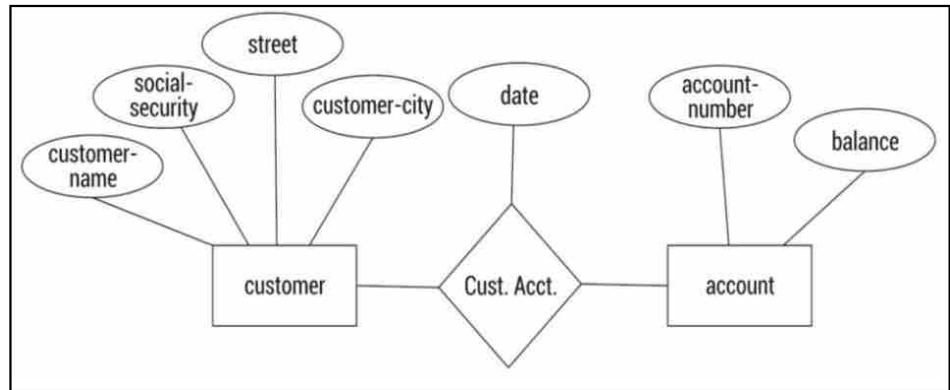 street
social-
security
customer-city
date
account-
number
customer-
name
balance
customer
Cust. Acct.
account